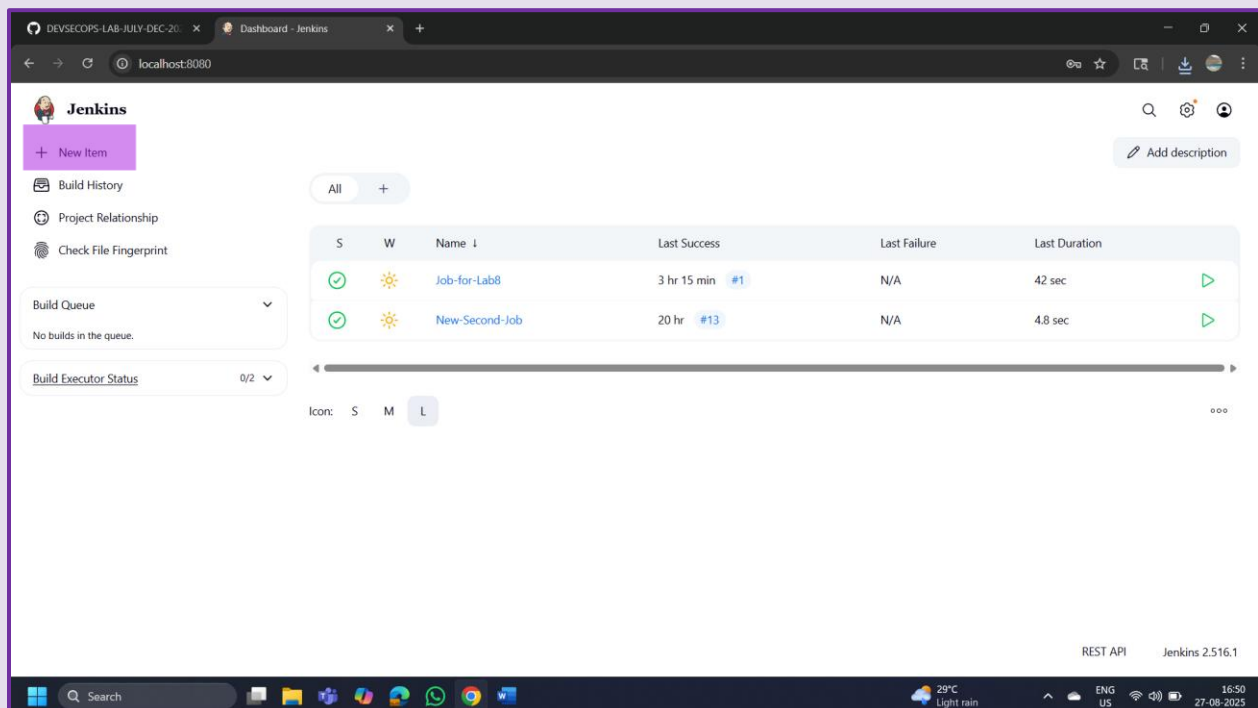 DEVSECOPS-LAB-JULY-DEC-20
Dashboard - Jenkins
localhost:8080
Jenkins
New Item
Add description
Build History
All
Project Relationship
S W Name ↓ Last Success Last Failure Last Duration
Check File Fingerprint
Job-for-Lab8 3 hr 15 min #1 N/A 42 sec
Build Queue
New-Second-Job 20 hr #13 N/A 4.8 sec
No builds in the queue.
Build Executor Status 0/2
Icon: S M L
REST API Jenkins 2.516.1
Search
29°C
Light rain
ENG
US
16:50
27-08-2025